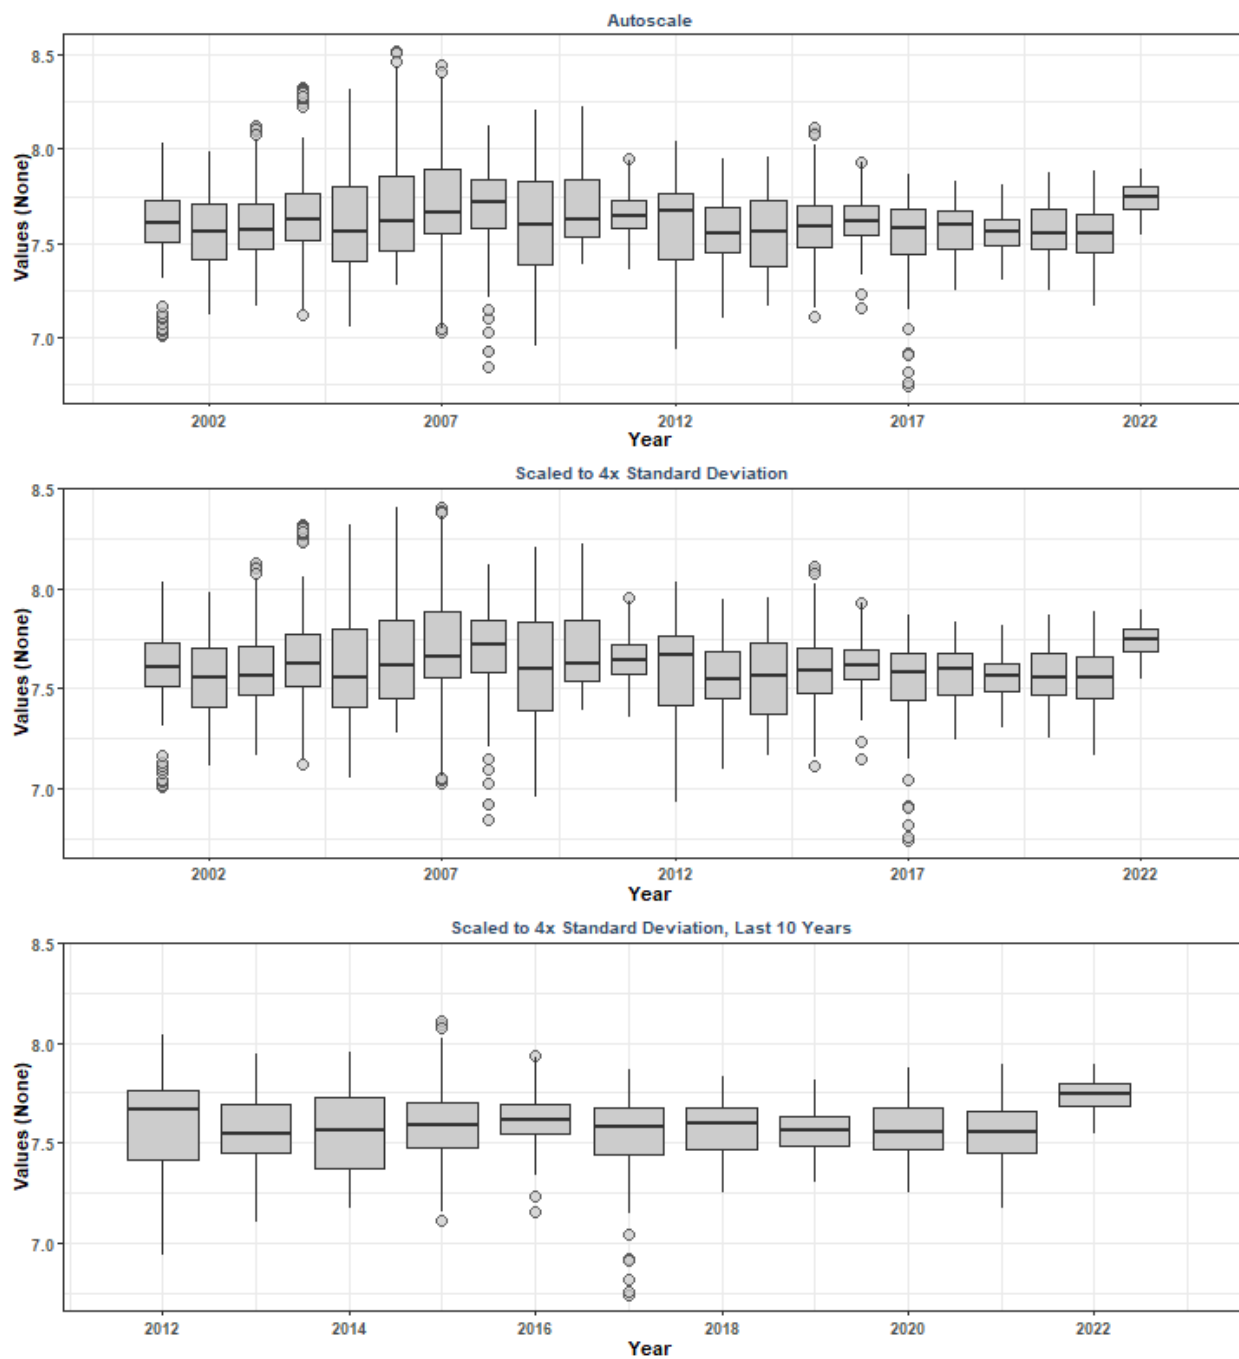 Autoscale
8.5
8.0
7.5
7.0
Values (None)
2002 2007 2012 2017 2022
Year
Scaled to 4x Standard Deviation
8.5
8.0
7.5
7.0
Values (None)
2002 2007 2012 2017 2022
Year
Scaled to 4x Standard Deviation, Last 10 Years
8.5
8.0
7.5
7.0
Values (None)
2012 2014 2016 2018 2020 2022
Year